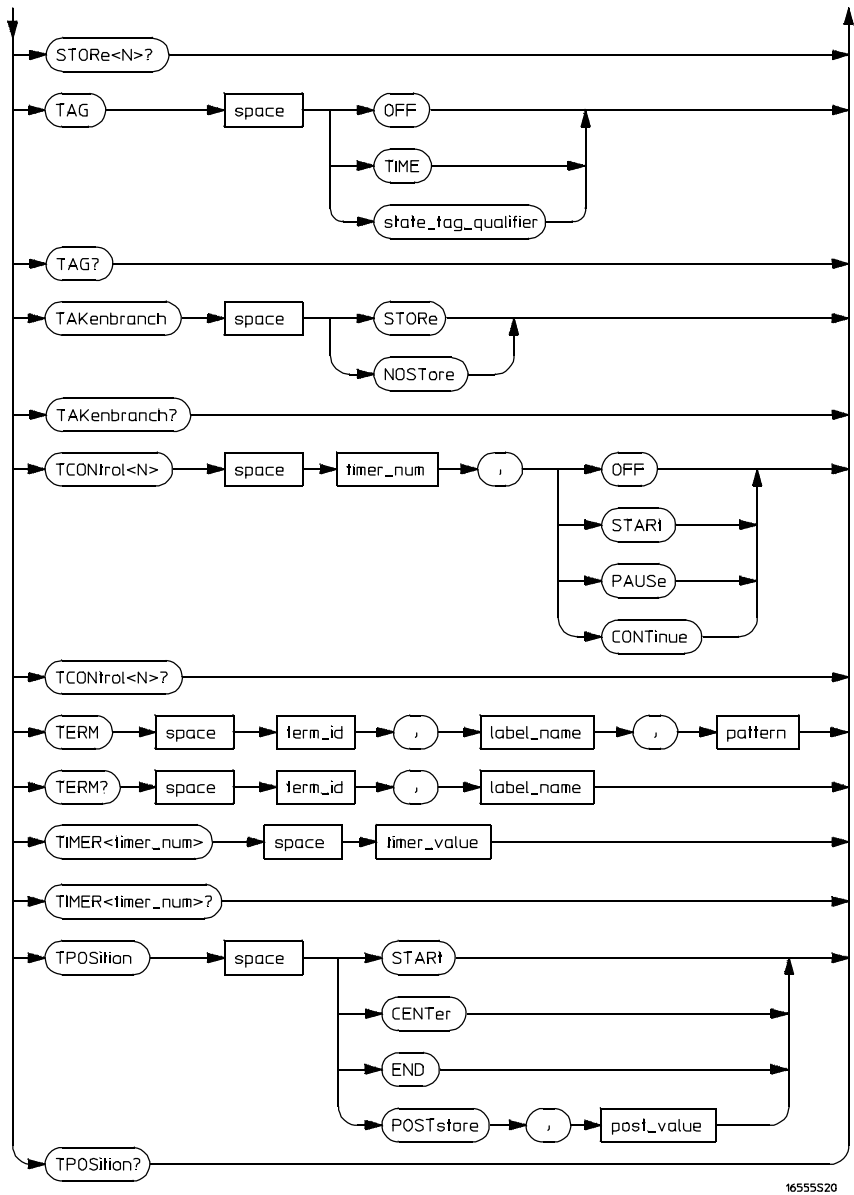 STORe<N>?
TAG space OFF
TIME
state_tag_qualifier
TAG?
TAKenbranch space STORe
NOSTore
TAKenbranch?
TCONtrol<N> space timer_num , OFF
STARt
PAUSe
CONTinue
TCONtrol<N>?
TERM space term_id , label_name , pattern
TERM? space term_id , label_name
TIMER<timer_num> space timer_value
TIMER<timer_num>?
TPOSition space STARt
CENTer
END
POSTstore , post_value
TPOSition?
16555S20